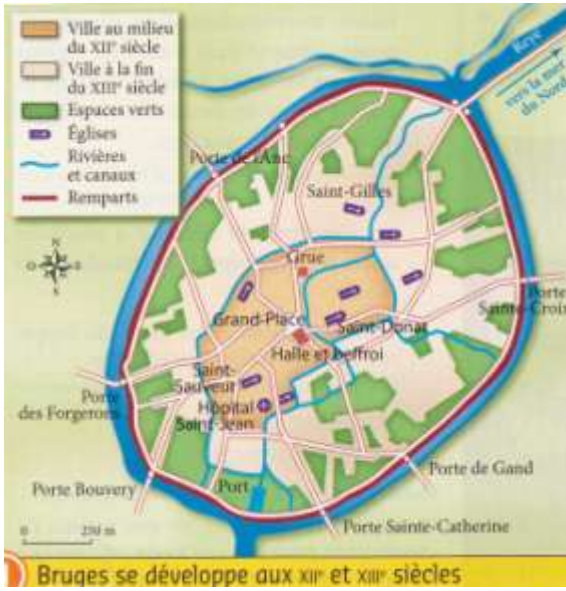 Ville au milieu
du XIIe siècle
Ville à la fin
du XIIIe siècle
Espaces verts
Églises
Rivières
et canaux
Remparts
Reye
vers la mer
du Nord
Porte de l'Ane
Saint-Gilles
N
O
E
S
Grue
Porte
Sainte-Croix
Grand-Place
Saint-Donat
Halle et beffroi
Saint-
Sauveur
Porte
des Forgerons
Hôpital
Saint-Jean
Porte de Gand
Porte Bouvery
Port
Porte Sainte-Catherine
0 250 m
Bruges se développe aux XIIe et XIIIe siècles